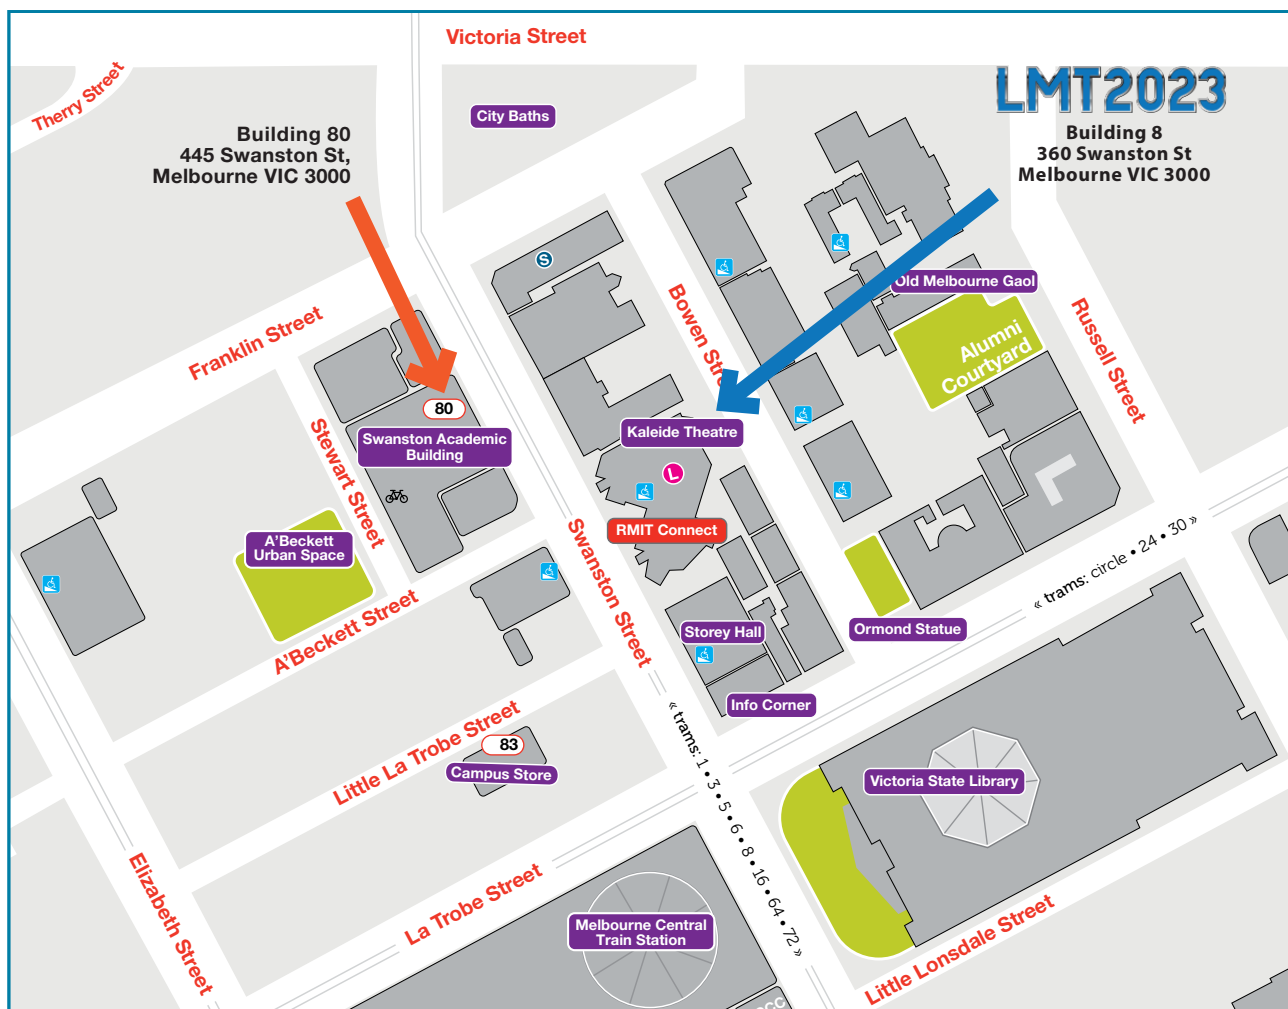 Victoria Street
Therry Street
LMT2023
City Baths
Building 80
445 Swanston St,
Melbourne VIC 3000
Building 8
360 Swanston St
Melbourne VIC 3000
S
Old Melbourne Gaol
Franklin Street
Bowen Stre
Russell Street
Alumni
Courtyard
80
Swanston Academic
Building
Kaleide Theatre
L
Stewart Street
RMIT Connect
A'Beckett
Urban Space
Swanston Street
« trams: circle • 24 • 30 »
A'Beckett Street
Storey Hall
Ormond Statue
Info Corner
Little La Trobe Street
83
Campus Store
« trams: 1 • 3 • 5 • 6 • 8 • 16 • 64 • 72 »
Victoria State Library
Elizabeth Street
La Trobe Street
Melbourne Central
Train Station
Little Lonsdale Street